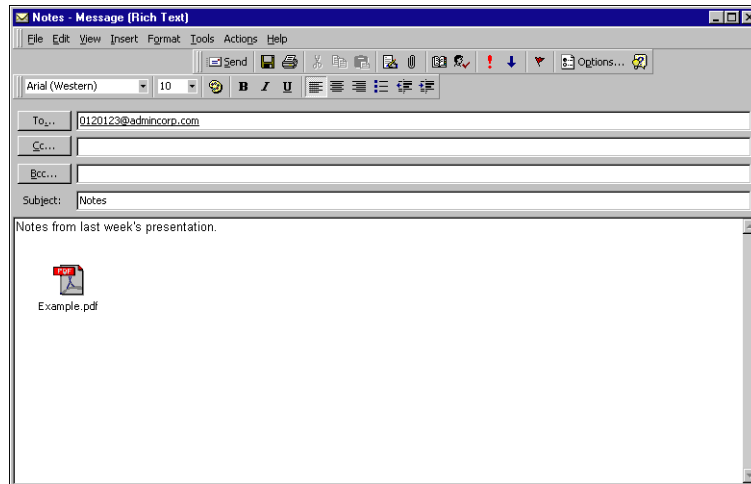 Notes - Message (Rich Text)
File Edit View Insert Format Tools Actions Help
Send Options...
Arial (Western) 10 B I U
To... 0120123@admincorp.com
Cc...
Bcc...
Subject: Notes
Notes from last week's presentation.
PDF
Example.pdf